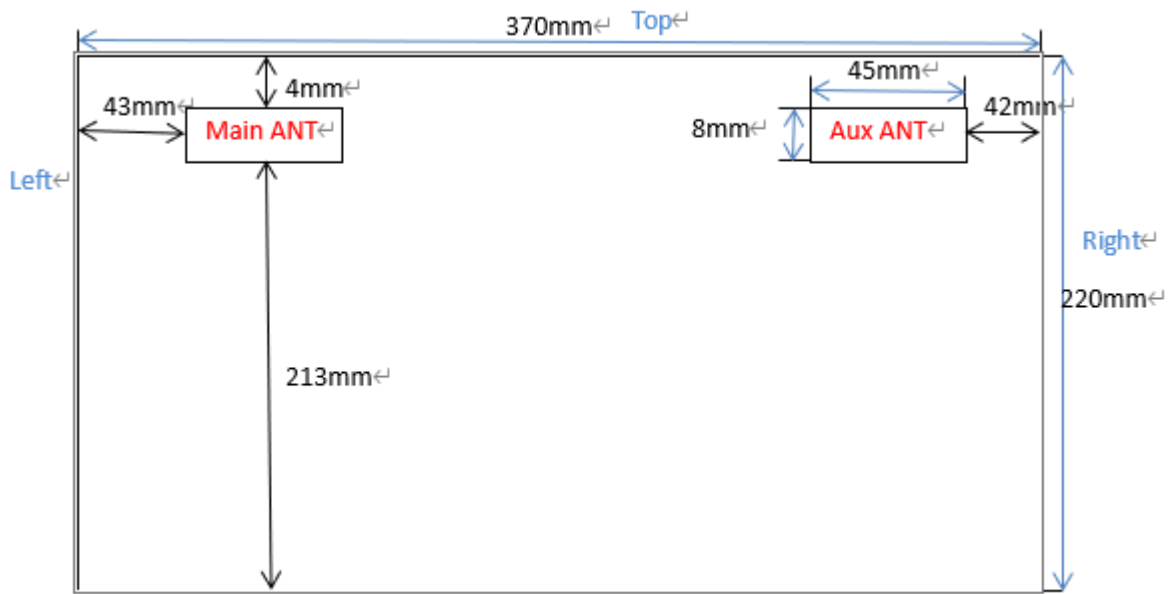 370mm↵ Top↵
4mm↵
45mm↵
43mm↵
42mm↵
Main ANT↵
8mm↵
Aux ANT↵
Left↵
Right↵
220mm↵
213mm↵